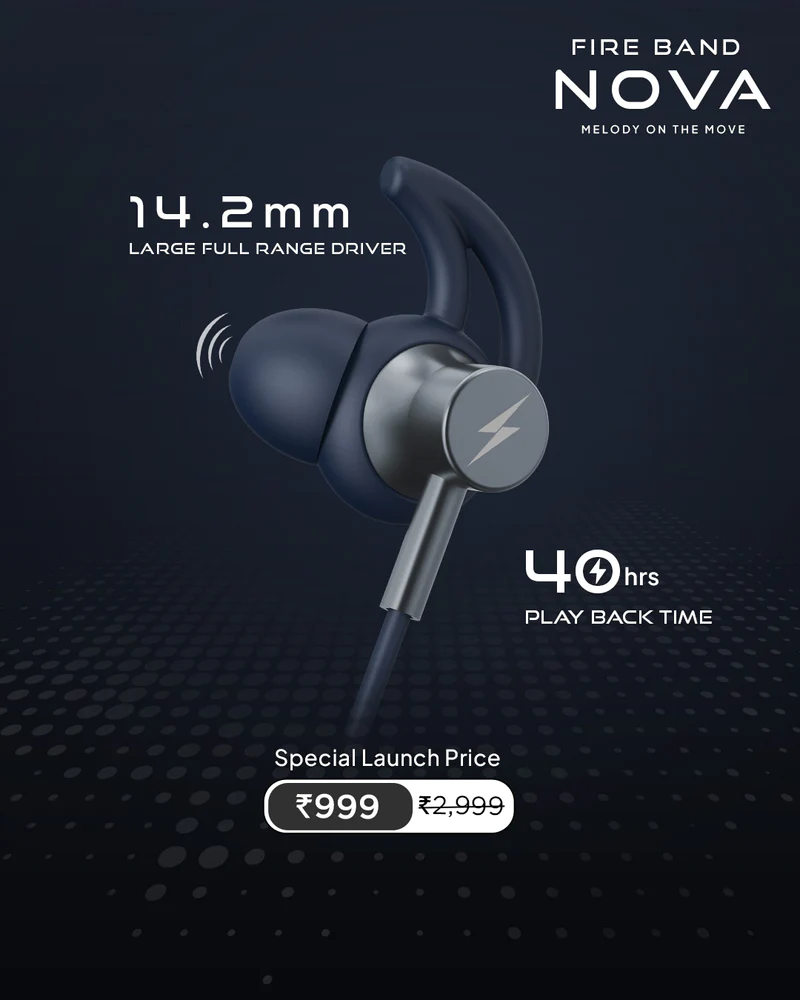 FIRE BAND
NOVA
MELODY ON THE MOVE
14.2mm
LARGE FULL RANGE DRIVER
40hrs
PLAY BACK TIME
Special Launch Price
₹999 ₹2,999